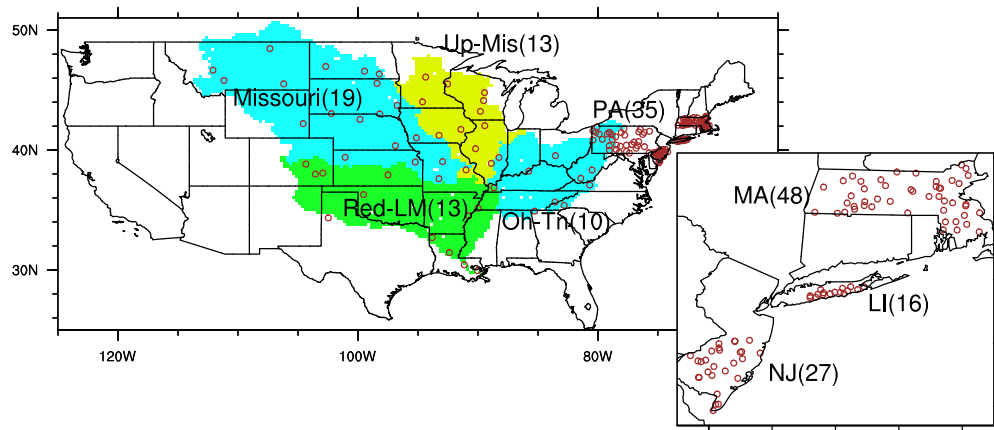 50N
Up-Mis(13)
Missouri(19)
PA(35)
40N
Red-LM(13)
Oh-Tn(10)
30N
120W
100W
80W
MA(48)
LI(16)
NJ(27)